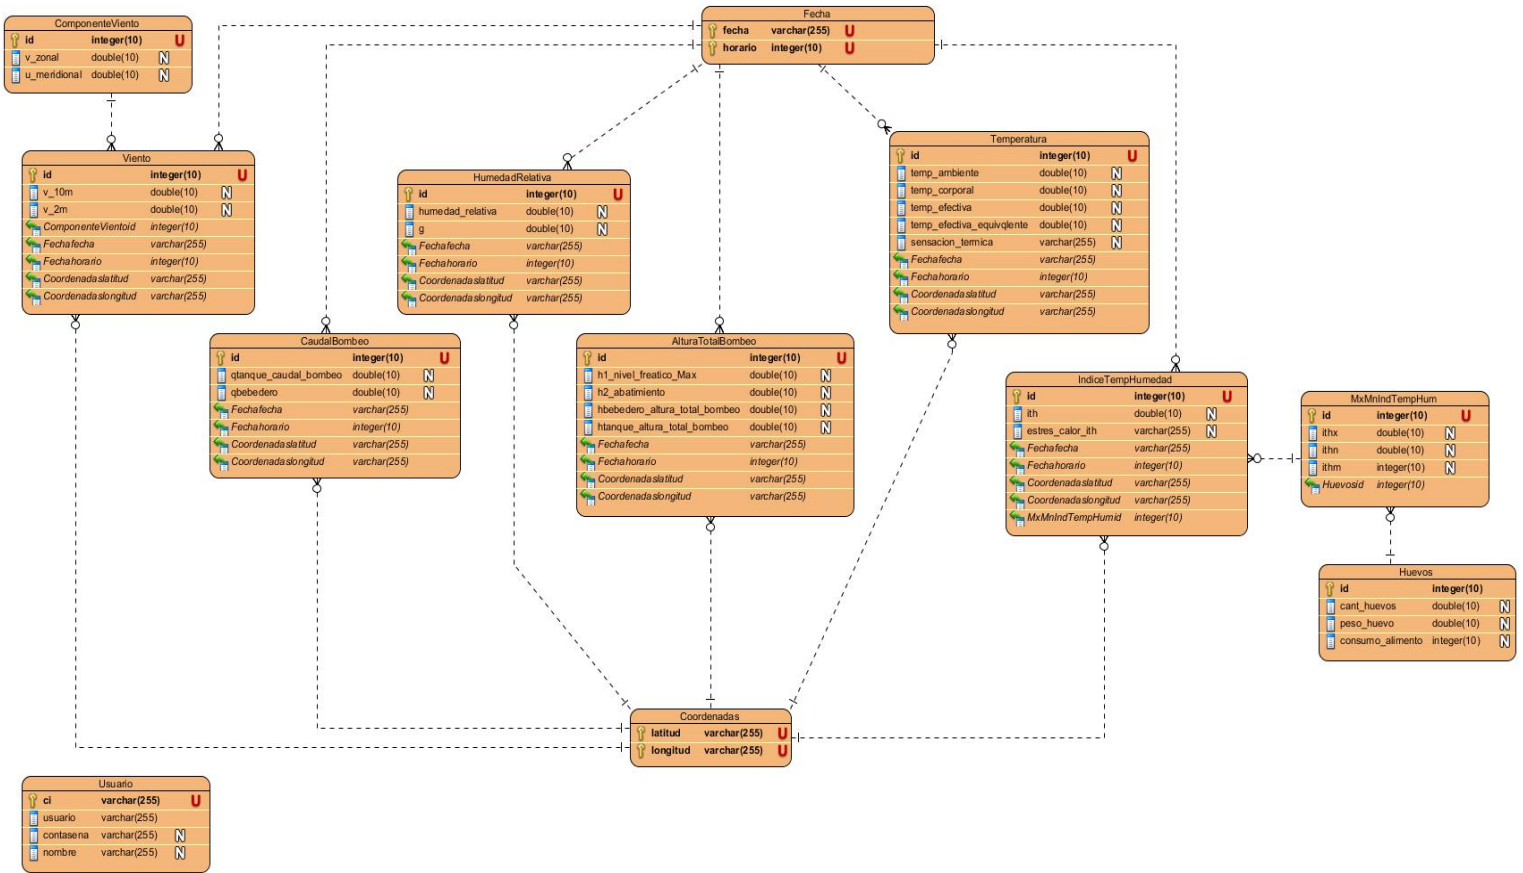 ComponenteViento
id integer(10) U
v_zonal double(10) N
u_meridional double(10) N
Fecha
fecha varchar(255) U
horario integer(10) U
Viento
id integer(10) U
v_10m double(10) N
v_2m double(10) N
ComponenteVientoid integer(10)
Fechafecha varchar(255)
Fechahorario integer(10)
Coordenadaslatitud varchar(255)
Coordenadaslongitud varchar(255)
HumedadRelativa
id integer(10) U
humedad_relativa double(10) N
g double(10) N
Fechafecha varchar(255)
Fechahorario integer(10)
Coordenadaslatitud varchar(255)
Coordenadaslongitud varchar(255)
Temperatura
id integer(10) U
temp_ambiente double(10) N
temp_corporal double(10) N
temp_efectiva double(10) N
temp_efectiva_equivqlente double(10) N
sensacion_termica varchar(255) N
Fechafecha varchar(255)
Fechahorario integer(10)
Coordenadaslatitud varchar(255)
Coordenadaslongitud varchar(255)
CaudalBombeo
id integer(10) U
qtanque_caudal_bombeo double(10) N
qbebedero double(10) N
Fechafecha varchar(255)
Fechahorario integer(10)
Coordenadaslatitud varchar(255)
Coordenadaslongitud varchar(255)
AlturaTotalBombeo
id integer(10) U
h1_nivel_freatico_Max double(10) N
h2_abatimiento double(10) N
hbebedero_altura_total_bombeo double(10) N
htanque_altura_total_bombeo double(10) N
Fechafecha varchar(255)
Fechahorario integer(10)
Coordenadaslatitud varchar(255)
Coordenadaslongitud varchar(255)
IndiceTempHumedad
id integer(10) U
ith double(10) N
estres_calor_ith varchar(255) N
Fechafecha varchar(255)
Fechahorario integer(10)
Coordenadaslatitud varchar(255)
Coordenadaslongitud varchar(255)
MxMnIndTempHumid integer(10)
MxMnIndTempHum
id integer(10) U
ithx double(10) N
ithn double(10) N
ithm integer(10) N
Huevosid integer(10)
Huevos
id integer(10)
cant_huevos double(10) N
peso_huevo double(10) N
consumo_alimento integer(10) N
Coordenadas
latitud varchar(255) U
longitud varchar(255) U
Usuario
ci varchar(255) U
usuario varchar(255)
contasena varchar(255) N
nombre varchar(255) N